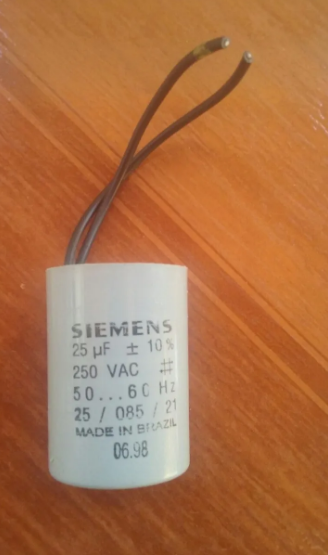 SIEMENS
25 µF ± 10%
250 VAC #
50...60 Hz
25 / 085 / 21
MADE IN BRAZIL
06.98